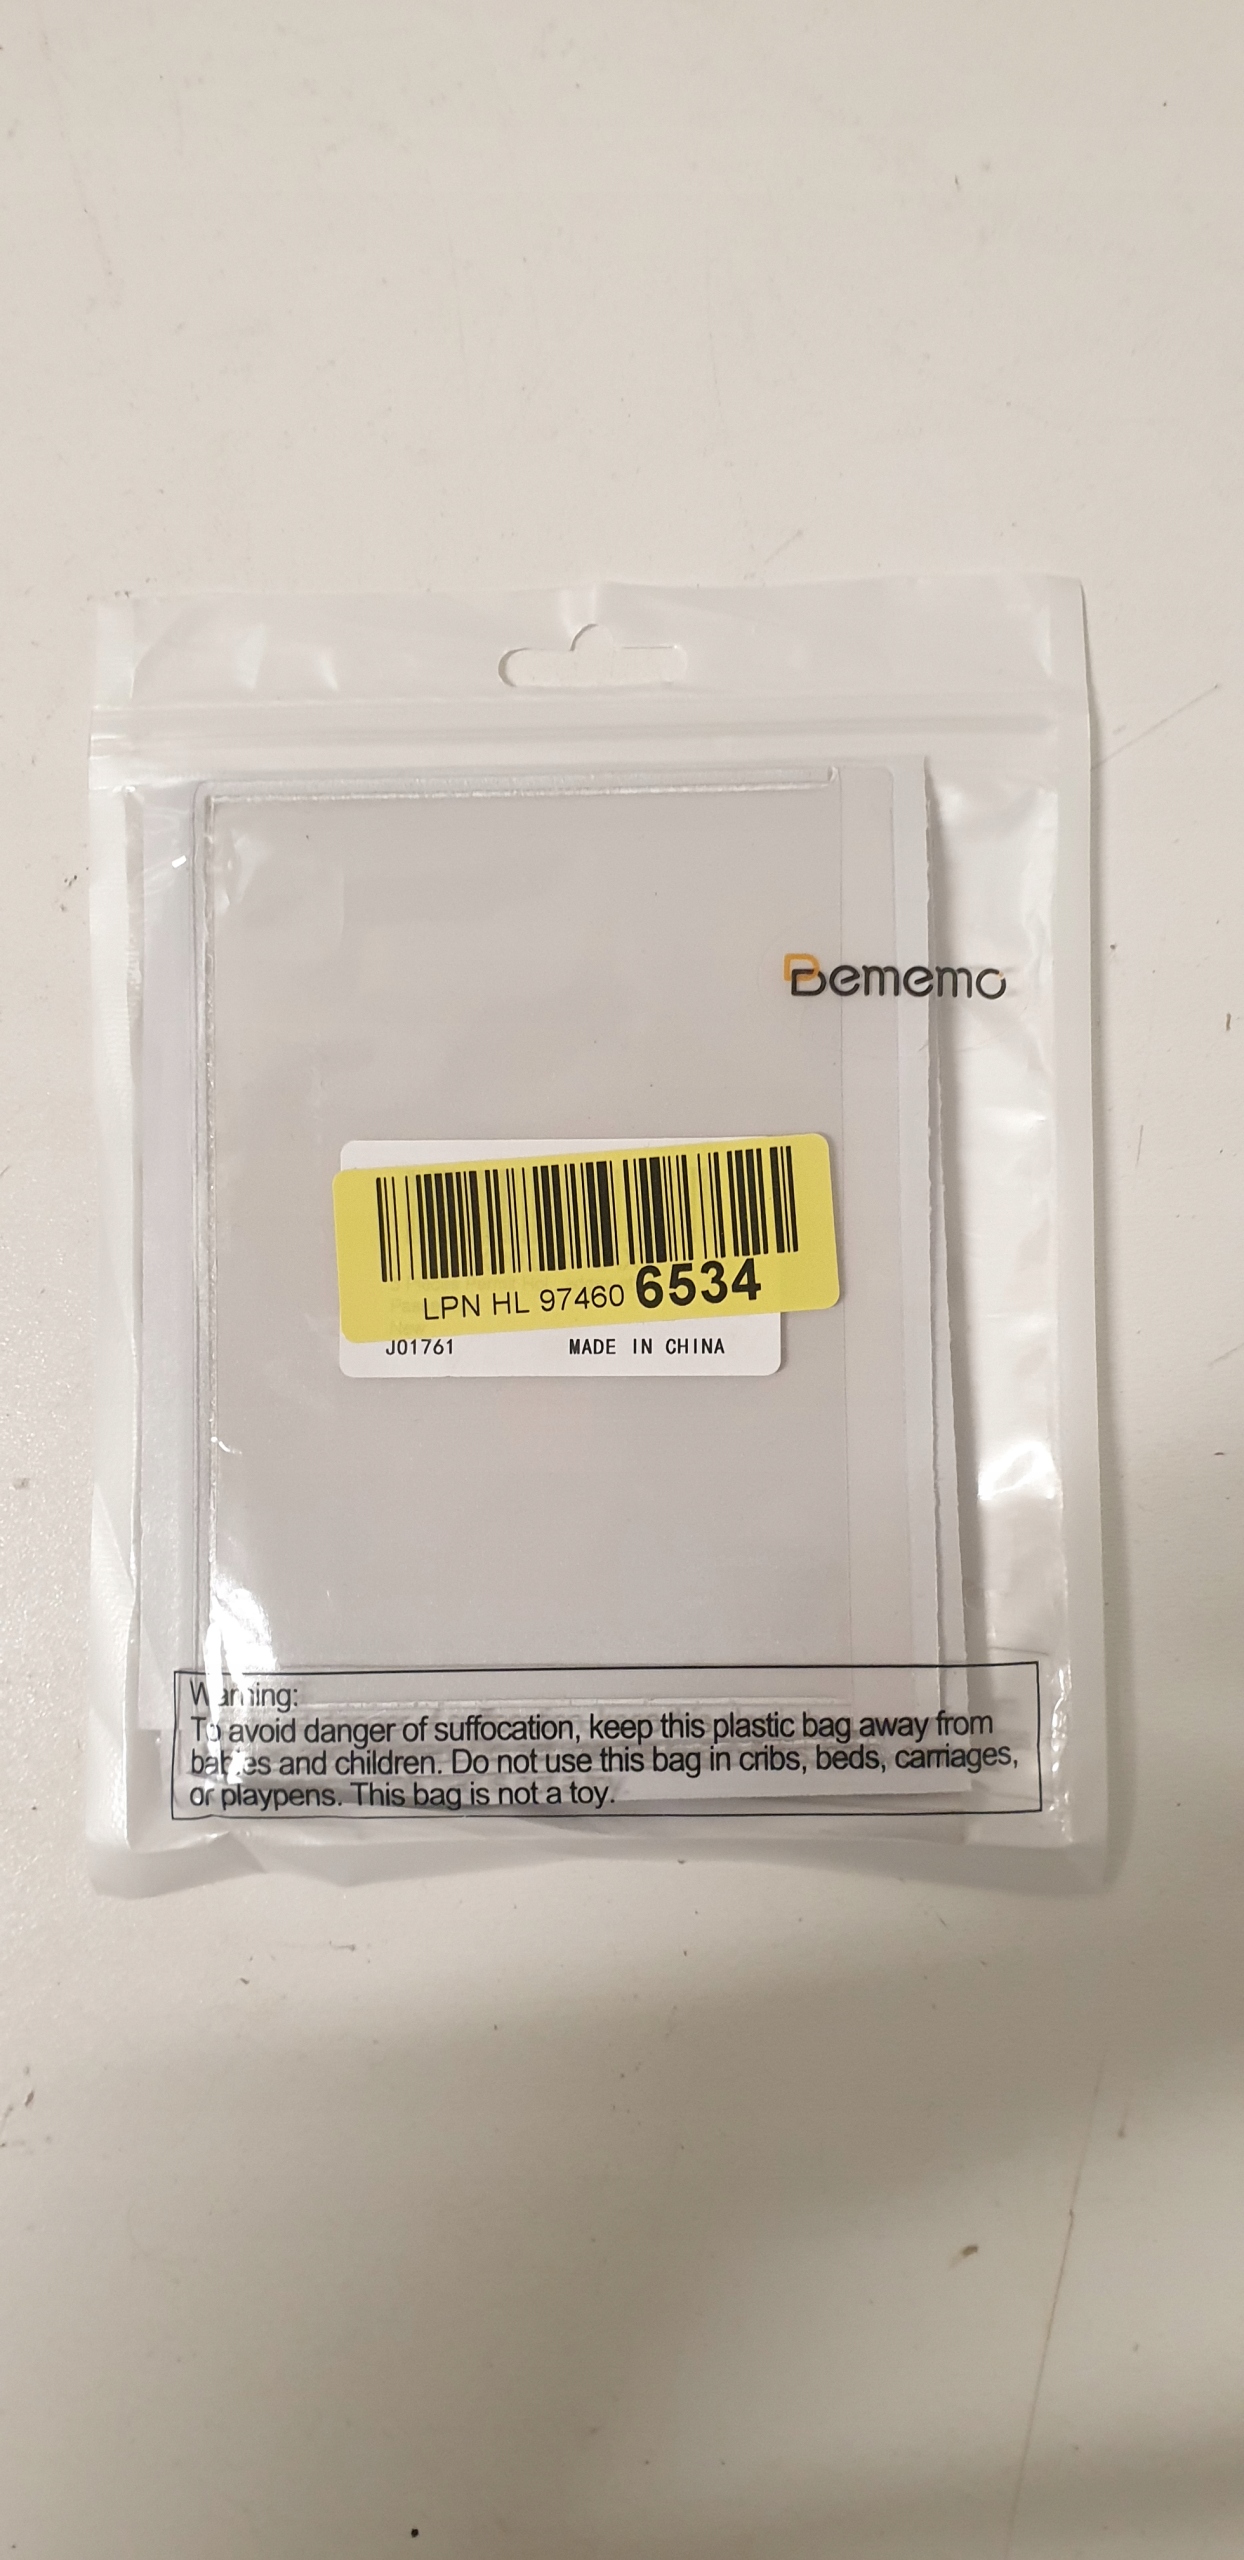 Bememo
LPN HL 97460 6534
J01761 MADE IN CHINA
Warning:
To avoid danger of suffocation, keep this plastic bag away from
babies and children. Do not use this bag in cribs, beds, carriages,
or playpens. This bag is not a toy.